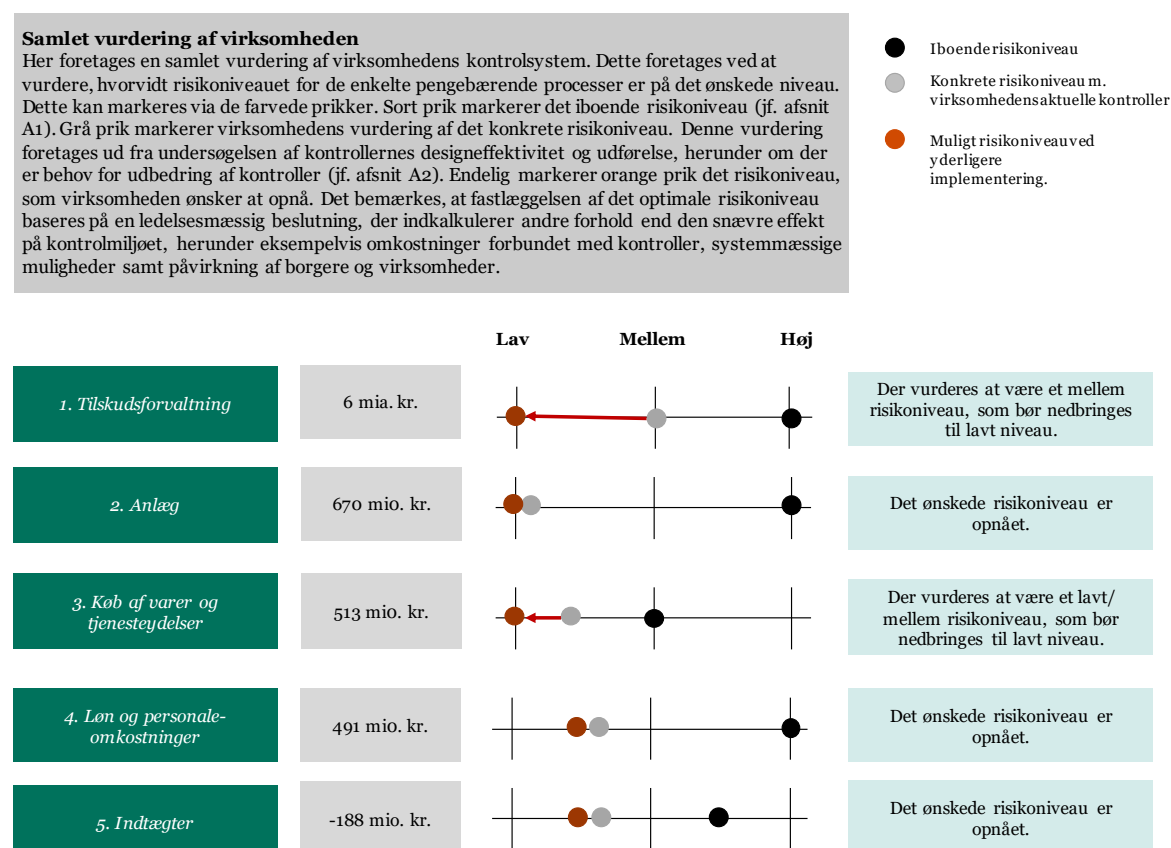 Samlet vurdering af virksomheden
Her foretages en samlet vurdering af virksomhedens kontrolsystem. Dette foretages ved at
vurdere, hvorvidt risikoniveauet for de enkelte pengebærende processer er på det ønskede niveau.
Dette kan markeres via de farvede prikker. Sort prik markerer det iboende risikoniveau (jf. afsnit
A1). Grå prik markerer virksomhedens vurdering af det konkrete risikoniveau. Denne vurdering
foretages ud fra undersøgelsen af kontrollernes designeffektivitet og udførelse, herunder om der
er behov for udbedring af kontroller (jf. afsnit A2). Endelig markerer orange prik det risikoniveau,
som virksomheden ønsker at opnå. Det bemærkes, at fastlæggelsen af det optimale risikoniveau
baseres på en ledelsesmæssig beslutning, der indkalkulerer andre forhold end den snævre effekt
på kontrolmiljøet, herunder eksempelvis omkostninger forbundet med kontroller, systemmæssige
muligheder samt påvirkning af borgere og virksomheder.
Iboende risikoniveau
Konkrete risikoniveau m.
virksomhedens aktuelle kontroller
Muligt risikoniveau ved
yderligere
implementering.
Lav Mellem Høj
1. Tilskudsforvaltning
6 mia. kr.
Der vurderes at være et mellem
risikoniveau, som bør nedbringes
til lavt niveau.
2. Anlæg
670 mio. kr.
Det ønskede risikoniveau er
opnået.
3. Køb af varer og
tjenesteydelser
513 mio. kr.
Der vurderes at være et lavt/
mellem risikoniveau, som bør
nedbringes til lavt niveau.
4. Løn og personale-
omkostninger
491 mio. kr.
Det ønskede risikoniveau er
opnået.
5. Indtægter
-188 mio. kr.
Det ønskede risikoniveau er
opnået.